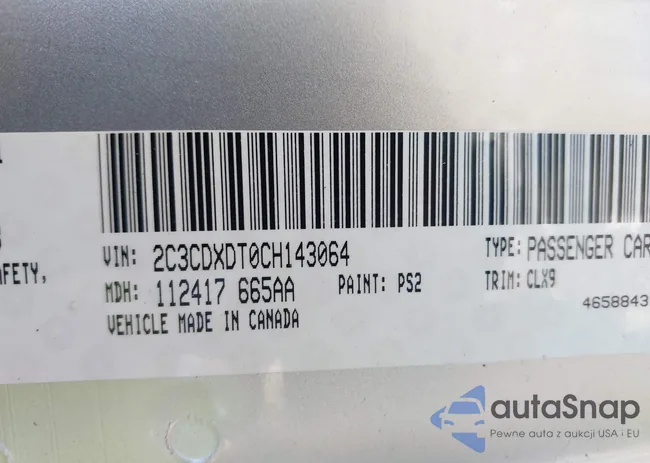 AFETY,
VIN: 2C3CDXDT0CH143064
TYPE: PASSENGER CAR
MDH: 112417 665AA
PAINT: PS2
TRIM: CLX9
4658843
VEHICLE MADE IN CANADA
autoSnap
Pewne auta z aukcji USA i EU